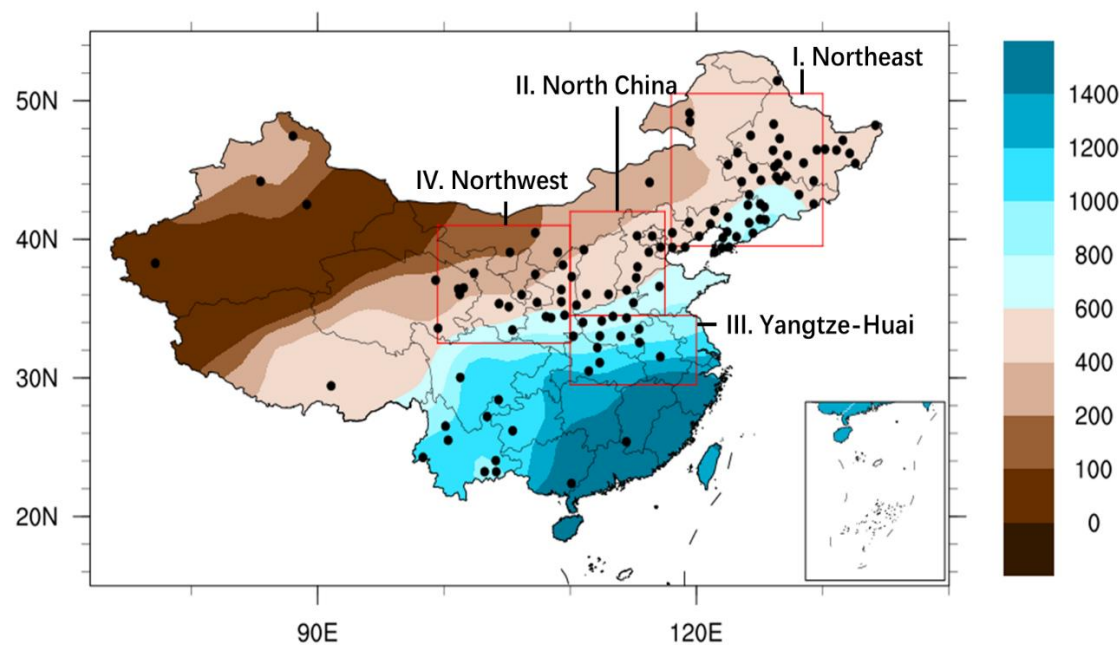 I. Northeast
II. North China
IV. Northwest
III. Yangtze-Huai
50N
40N
30N
20N
90E
120E
1400
1200
1000
800
600
400
200
100
0